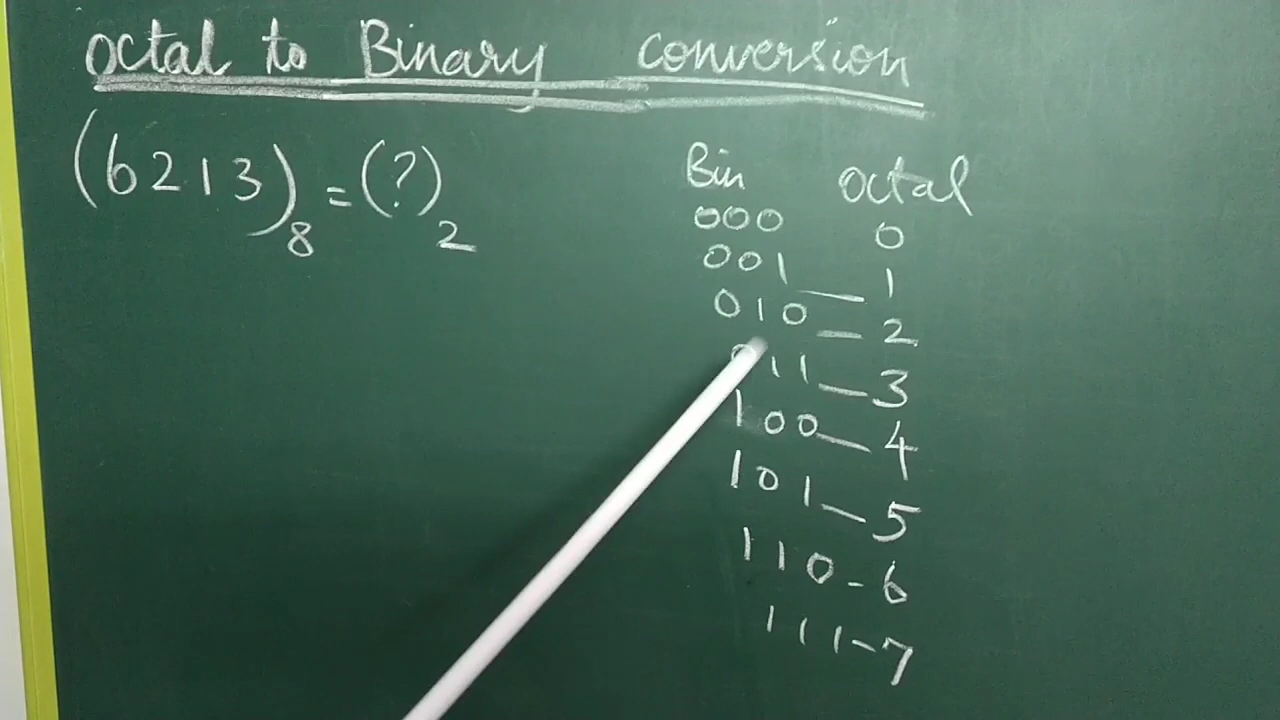 Octal to Binary conversion
(6213)8 = (?)2
Bin Octal
000 0
001 — 1
010 — 2
011 — 3
100 — 4
101 — 5
110 - 6
111 - 7